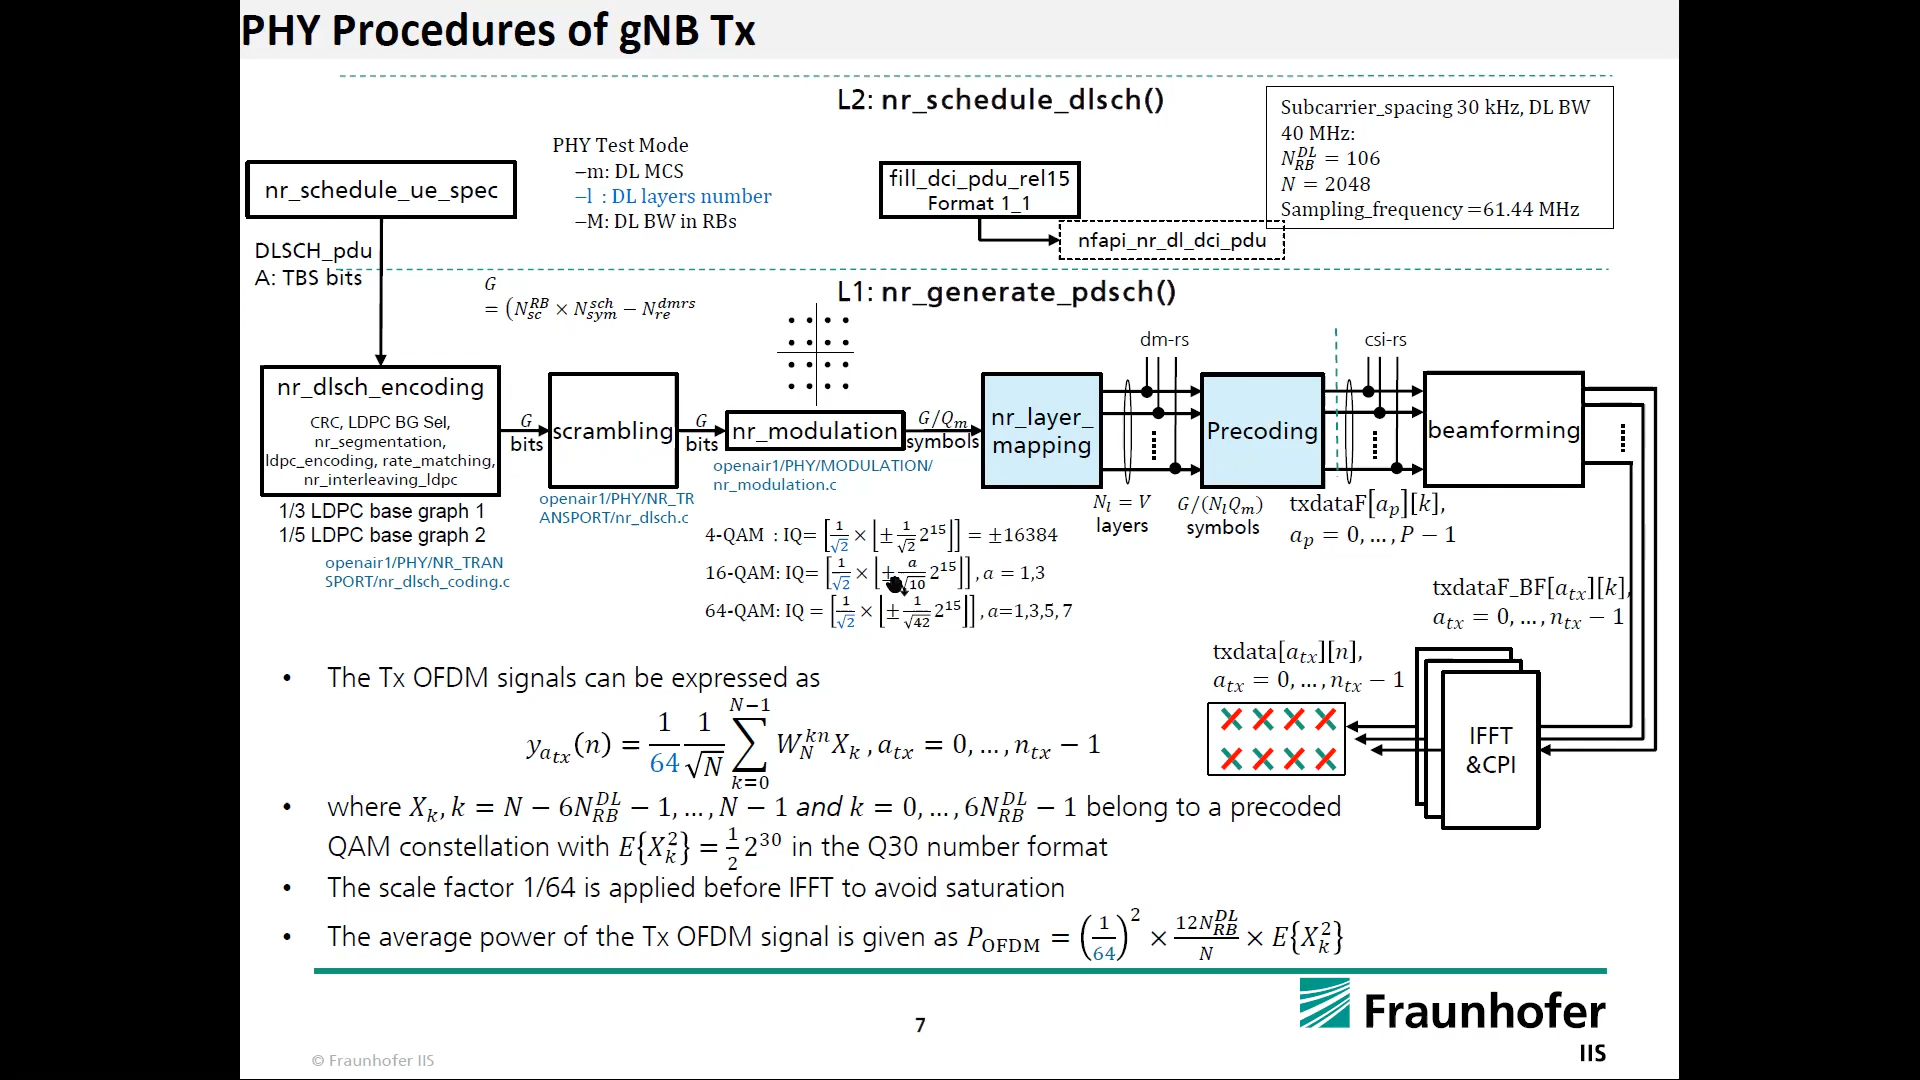 PHY Procedures of gNB Tx
L2: nr_schedule_dlsch()
Subcarrier_spacing 30 kHz, DL BW
40 MHz:
N_RB^DL = 106
N = 2048
Sampling_frequency =61.44 MHz
PHY Test Mode
–m: DL MCS
–l : DL layers number
–M: DL BW in RBs
nr_schedule_ue_spec
fill_dci_pdu_rel15
Format 1_1
nfapi_nr_dl_dci_pdu
DLSCH_pdu
A: TBS bits
G
= (N_sc^RB × N_sym^sch − N_re^dmrs
L1: nr_generate_pdsch()
dm-rs
csi-rs
nr_dlsch_encoding
CRC, LDPC BG Sel,
nr_segmentation,
ldpc_encoding, rate_matching,
nr_interleaving_ldpc
G
bits
scrambling
G
bits
nr_modulation
G/Q_m
symbols
nr_layer_
mapping
Precoding
beamforming
1/3 LDPC base graph 1
1/5 LDPC base graph 2
openair1/PHY/NR_TRAN
SPORT/nr_dlsch_coding.c
openair1/PHY/NR_TR
ANSPORT/nr_dlsch.c
openair1/PHY/MODULATION/
nr_modulation.c
N_l = V
layers
G/(N_lQ_m)
symbols
txdataF[a_p][k],
a_p = 0, … , P − 1
4-QAM : IQ= [1/√2 × ⌊± 1/√2 2^15⌋] = ±16384
16-QAM: IQ= [1/√2 × ⌊± a/√10 2^15⌋] , a = 1,3
64-QAM: IQ = [1/√2 × ⌊± 1/√42 2^15⌋] , a=1,3,5, 7
txdataF_BF[a_tx][k],
a_tx = 0, … , n_tx − 1
txdata[a_tx][n],
a_tx = 0, … , n_tx − 1
IFFT
&CPI
• The Tx OFDM signals can be expressed as
y_atx(n) = 1/64 1/√N ∑_{k=0}^{N−1} W_N^kn X_k , a_tx = 0, … , n_tx − 1
• where X_k, k = N − 6N_RB^DL − 1, … , N − 1 and k = 0, … , 6N_RB^DL − 1 belong to a precoded
QAM constellation with E{X_k^2} = 1/2 2^30 in the Q30 number format
• The scale factor 1/64 is applied before IFFT to avoid saturation
• The average power of the Tx OFDM signal is given as P_OFDM = (1/64)^2 × 12N_RB^DL/N × E{X_k^2}
Fraunhofer
IIS
7
© Fraunhofer IIS